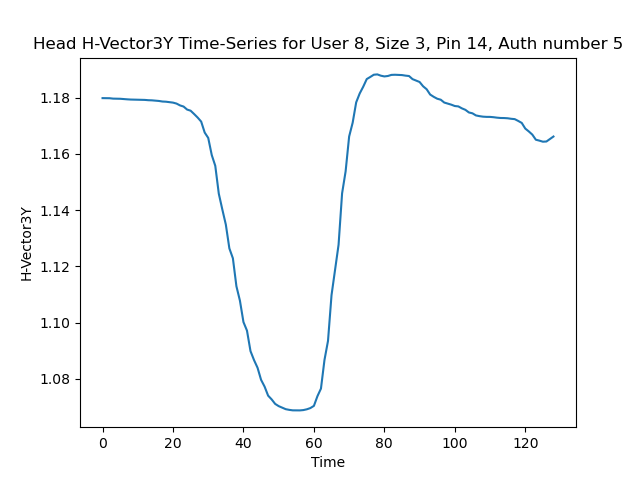 Head H-Vector3Y Time-Series for User 8, Size 3, Pin 14, Auth number 5
1.18
1.16
1.14
1.12
1.10
1.08
H-Vector3Y
0 20 40 60 80 100 120
Time